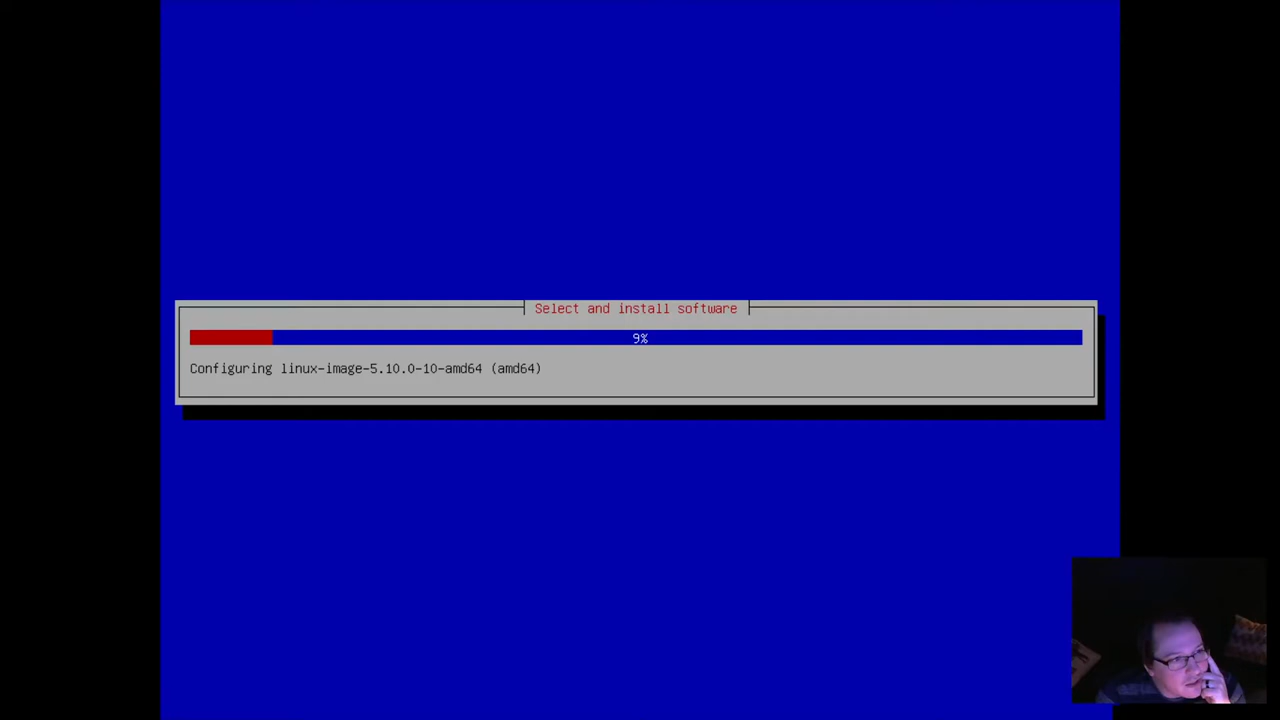 Select and install software
9%
Configuring linux-image-5.10.0-10-amd64 (amd64)